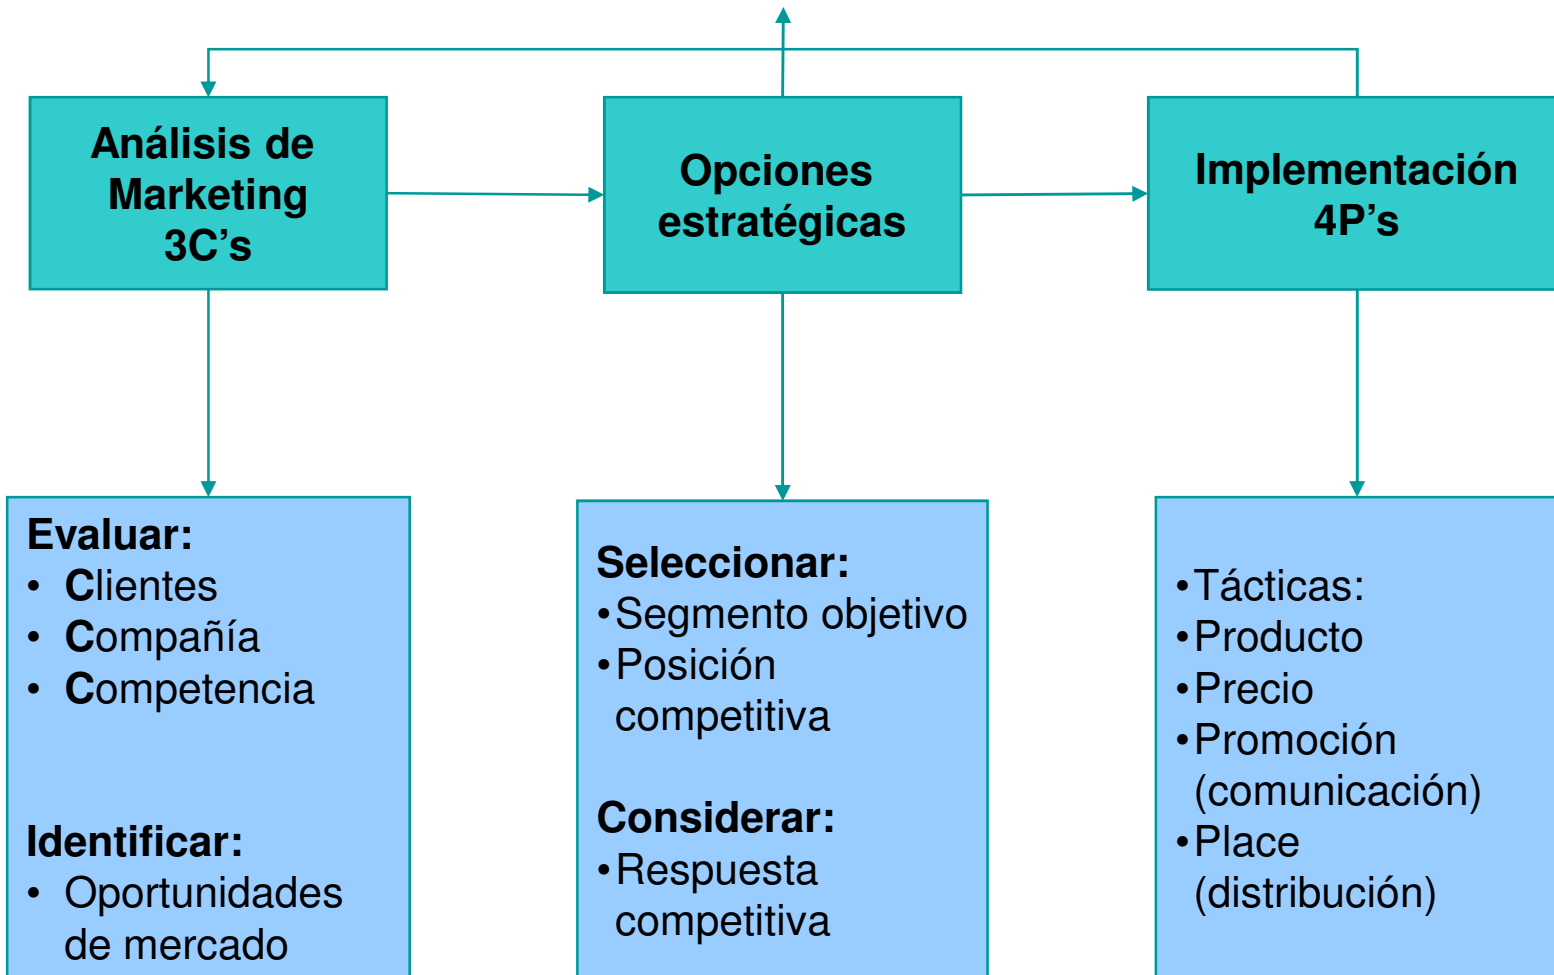 Análisis de
Marketing
3C’s
Opciones
estratégicas
Implementación
4P’s
Evaluar:
• Clientes
• Compañía
• Competencia
Identificar:
• Oportunidades
de mercado
Seleccionar:
•Segmento objetivo
•Posición
competitiva
Considerar:
•Respuesta
competitiva
•Tácticas:
•Producto
•Precio
•Promoción
(comunicación)
•Place
(distribución)